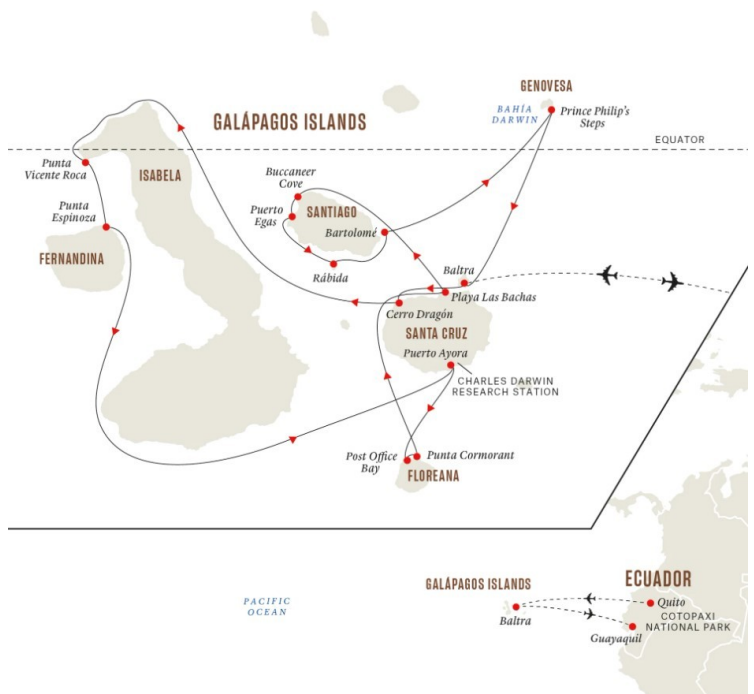 GENOVESA
BAHÍA
DARWIN
Prince Philip's
Steps
GALÁPAGOS ISLANDS
EQUATOR
Punta
Vicente Roca
ISABELA
Buccaneer
Cove
Punta
Espinoza
Puerto
Egas
SANTIAGO
Bartolomé
FERNANDINA
Rábida
Baltra
Playa Las Bachas
Cerro Dragón
SANTA CRUZ
Puerto Ayora
CHARLES DARWIN
RESEARCH STATION
Post Office
Bay
Punta Cormorant
FLOREANA
PACIFIC
OCEAN
GALÁPAGOS ISLANDS
Baltra
ECUADOR
Quito
COTOPAXI
NATIONAL PARK
Guayaquil